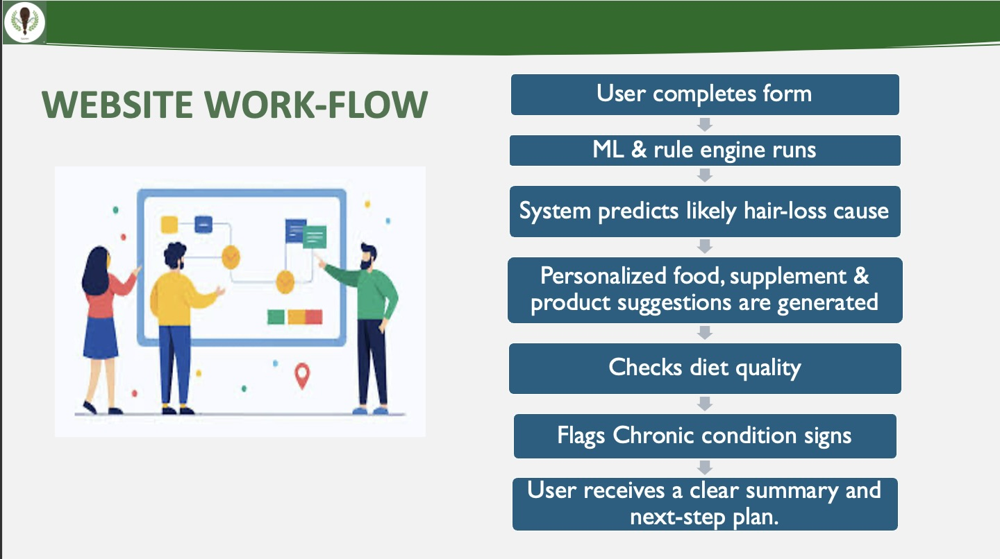 WEBSITE WORK-FLOW
User completes form
ML & rule engine runs
System predicts likely hair-loss cause
Personalized food, supplement &
product suggestions are generated
Checks diet quality
Flags Chronic condition signs
User receives a clear summary and
next-step plan.